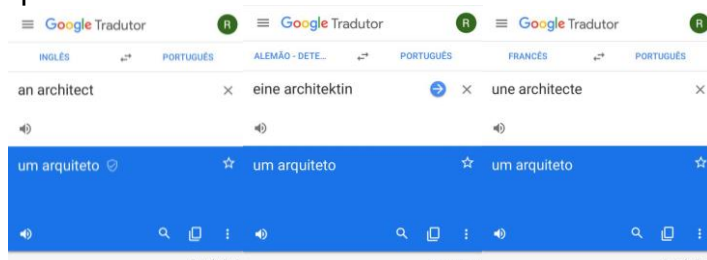 Google Tradutor R
INGLÊS PORTUGUÊS
an architect
um arquiteto
Google Tradutor R
ALEMÃO - DETE... PORTUGUÊS
eine architektin
um arquiteto
Google Tradutor R
FRANCÊS PORTUGUÊS
une architecte
um arquiteto